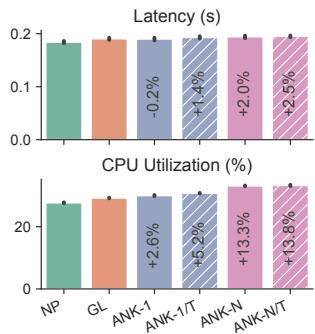 Latency (s)
0.2
0.1
0.0
-0.2%
+1.4%
+2.0%
+2.5%
CPU Utilization (%)
20
0
+2.6%
+5.2%
+13.3%
+13.8%
NP
GL
ANK-1
ANK-1/T
ANK-N
ANK-N/T